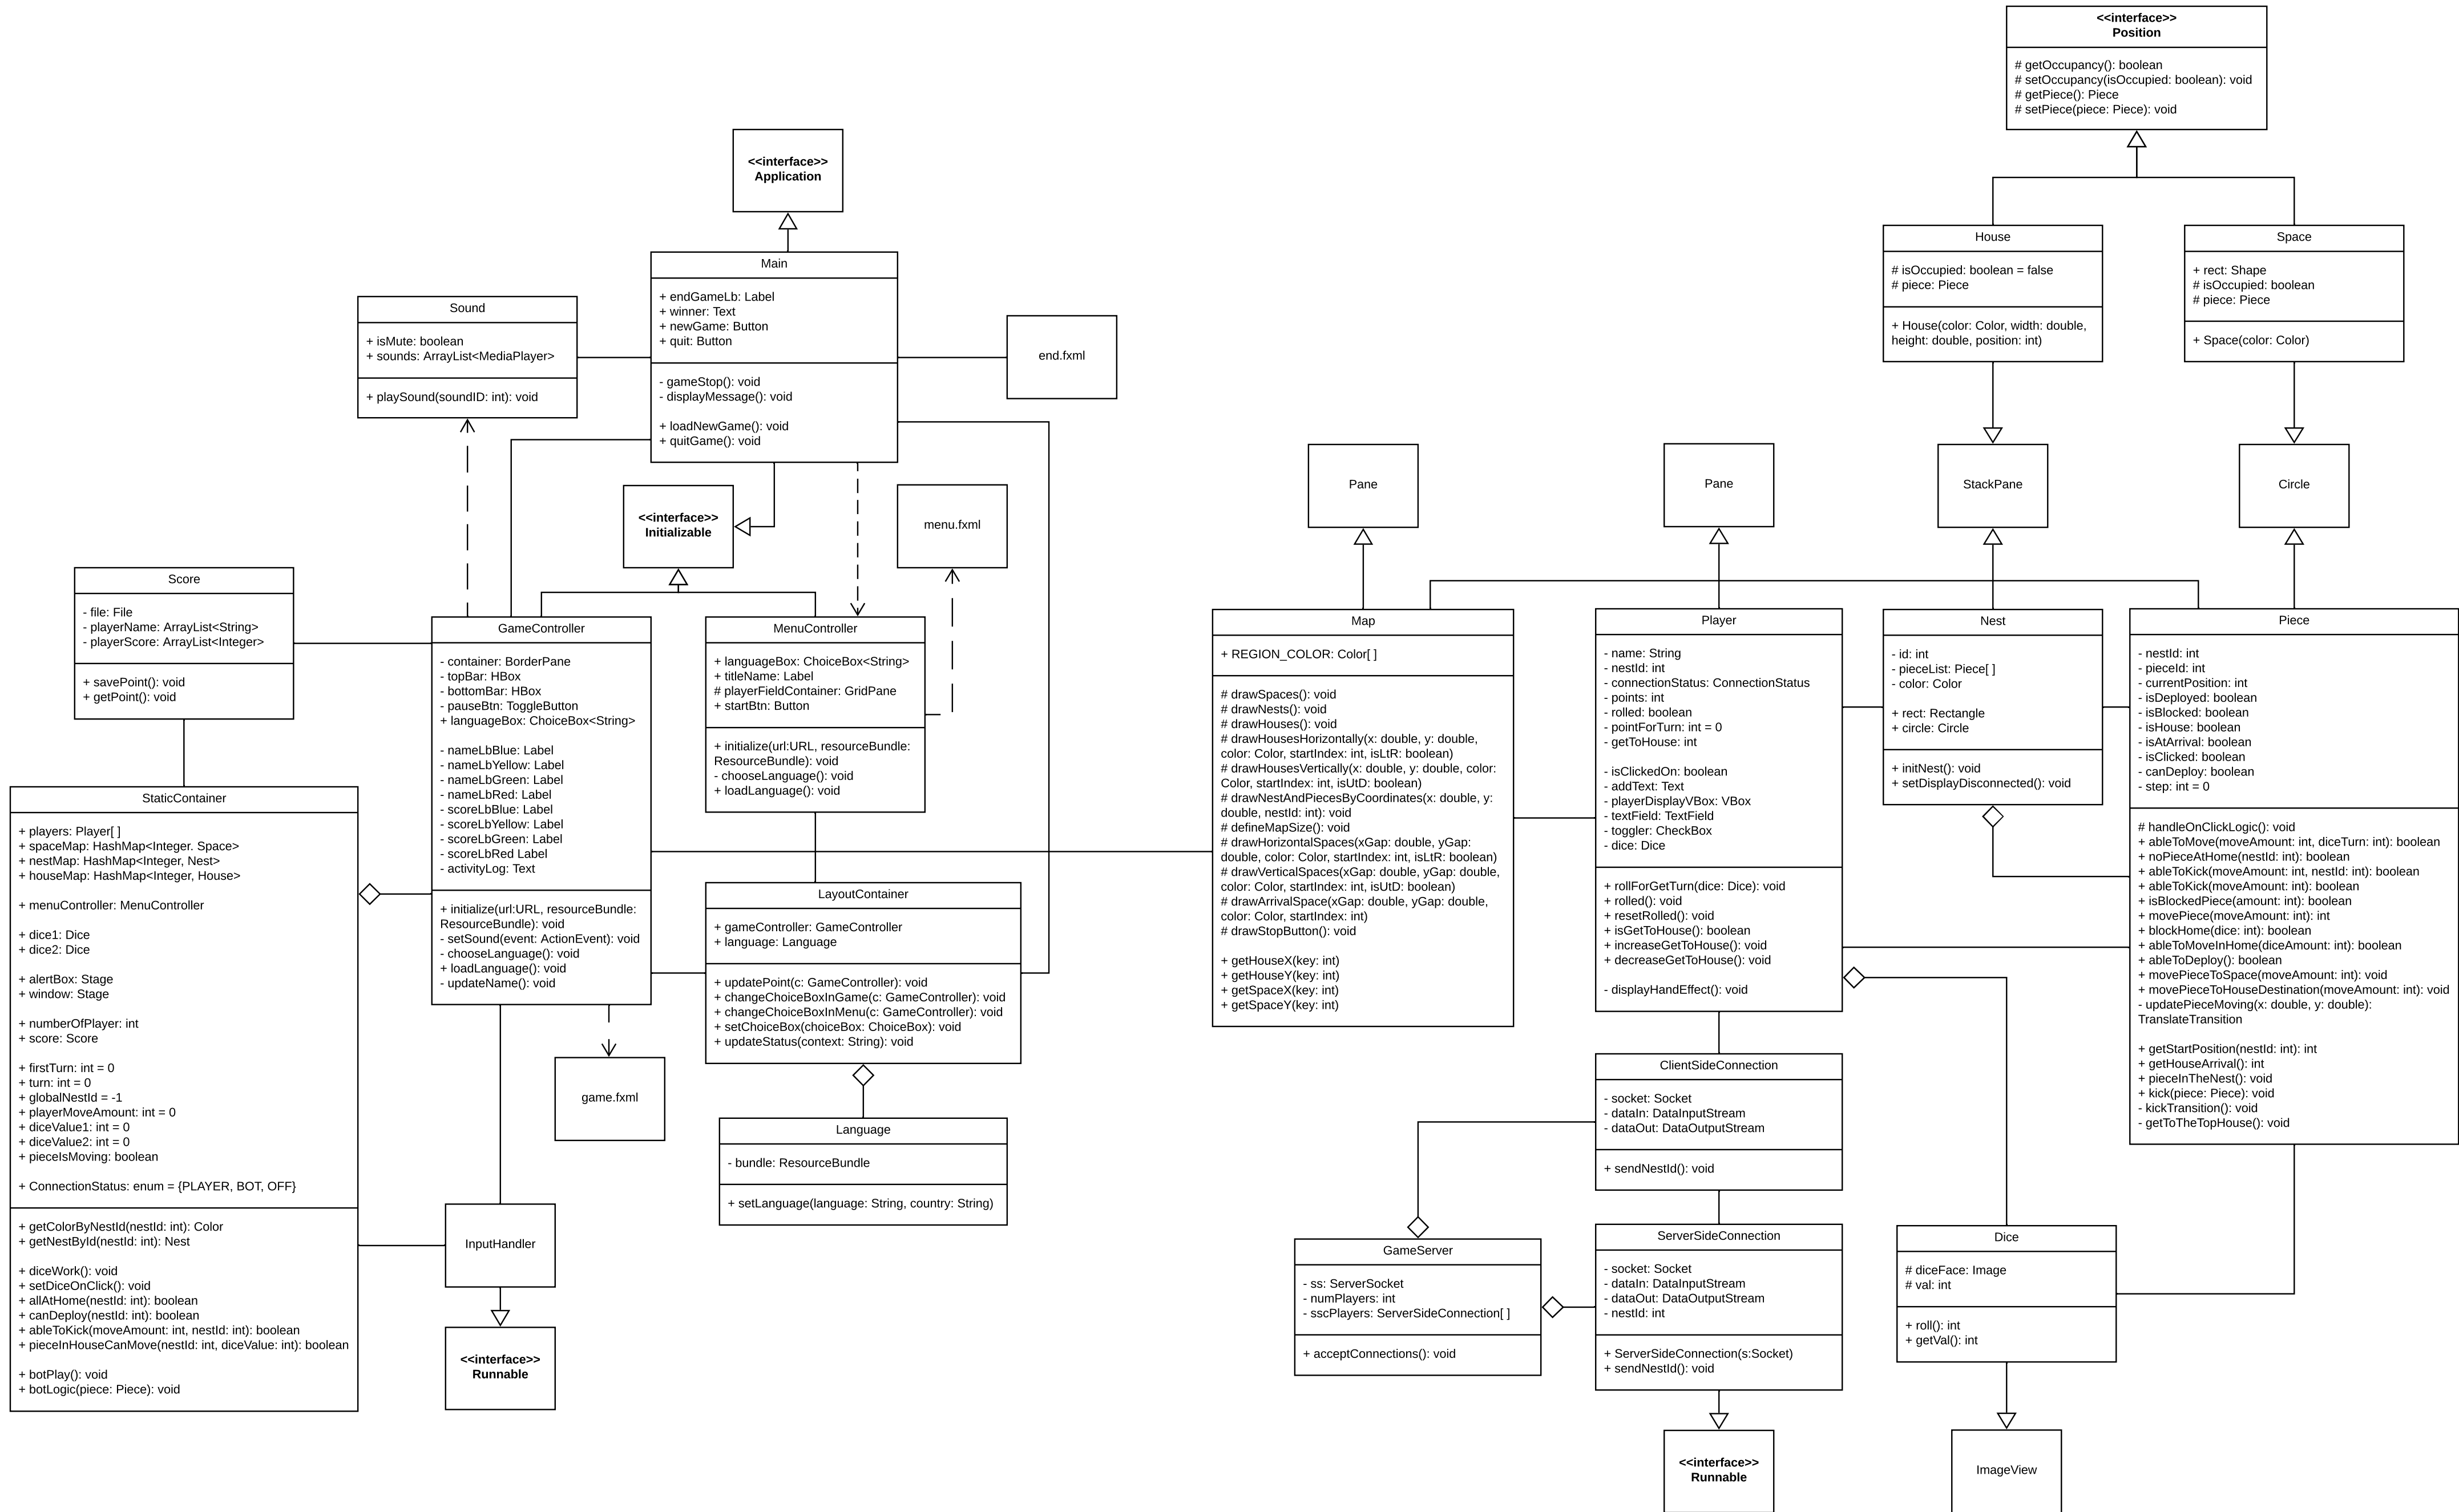 <<interface>>
Position
# getOccupancy(): boolean
# setOccupancy(isOccupied: boolean): void
# getPiece(): Piece
# setPiece(piece: Piece): void
<<interface>>
Application
Main
+ endGameLb: Label
+ winner: Text
+ newGame: Button
+ quit: Button
- gameStop(): void
- displayMessage(): void
+ loadNewGame(): void
+ quitGame(): void
Sound
+ isMute: boolean
+ sounds: ArrayList<MediaPlayer>
+ playSound(soundID: int): void
end.fxml
House
# isOccupied: boolean = false
# piece: Piece
+ House(color: Color, width: double,
height: double, position: int)
Space
+ rect: Shape
# isOccupied: boolean
# piece: Piece
+ Space(color: Color)
<<interface>>
Initializable
menu.fxml
Pane
Pane
StackPane
Circle
Score
- file: File
- playerName: ArrayList<String>
- playerScore: ArrayList<Integer>
+ savePoint(): void
+ getPoint(): void
GameController
- container: BorderPane
- topBar: HBox
- bottomBar: HBox
- pauseBtn: ToggleButton
+ languageBox: ChoiceBox<String>
- nameLbBlue: Label
- nameLbYellow: Label
- nameLbGreen: Label
- nameLbRed: Label
- scoreLbBlue: Label
- scoreLbYellow: Label
- scoreLbGreen: Label
- scoreLbRed Label
- activityLog: Text
+ initialize(url:URL, resourceBundle:
ResourceBundle): void
- setSound(event: ActionEvent): void
- chooseLanguage(): void
+ loadLanguage(): void
- updateName(): void
MenuController
+ languageBox: ChoiceBox<String>
+ titleName: Label
# playerFieldContainer: GridPane
+ startBtn: Button
+ initialize(url:URL, resourceBundle:
ResourceBundle): void
- chooseLanguage(): void
+ loadLanguage(): void
Map
+ REGION_COLOR: Color[ ]
# drawSpaces(): void
# drawNests(): void
# drawHouses(): void
# drawHousesHorizontally(x: double, y: double,
color: Color, startIndex: int, isLtR: boolean)
# drawHousesVertically(x: double, y: double, color:
Color, startIndex: int, isUtD: boolean)
# drawNestAndPiecesByCoordinates(x: double, y:
double, nestId: int): void
# defineMapSize(): void
# drawHorizontalSpaces(xGap: double, yGap:
double, color: Color, startIndex: int, isLtR: boolean)
# drawVerticalSpaces(xGap: double, yGap: double,
color: Color, startIndex: int, isUtD: boolean)
# drawArrivalSpace(xGap: double, yGap: double,
color: Color, startIndex: int)
# drawStopButton(): void
+ getHouseX(key: int)
+ getHouseY(key: int)
+ getSpaceX(key: int)
+ getSpaceY(key: int)
Player
- name: String
- nestId: int
- connectionStatus: ConnectionStatus
- points: int
- rolled: boolean
- pointForTurn: int = 0
- getToHouse: int
- isClickedOn: boolean
- addText: Text
- playerDisplayVBox: VBox
- textField: TextField
- toggler: CheckBox
- dice: Dice
+ rollForGetTurn(dice: Dice): void
+ rolled(): void
+ resetRolled(): void
+ isGetToHouse(): boolean
+ increaseGetToHouse(): void
+ decreaseGetToHouse(): void
- displayHandEffect(): void
Nest
- id: int
- pieceList: Piece[ ]
- color: Color
+ rect: Rectangle
+ circle: Circle
+ initNest(): void
+ setDisplayDisconnected(): void
Piece
- nestId: int
- pieceId: int
- currentPosition: int
- isDeployed: boolean
- isBlocked: boolean
- isHouse: boolean
- isAtArrival: boolean
- isClicked: boolean
- canDeploy: boolean
- step: int = 0
# handleOnClickLogic(): void
+ ableToMove(moveAmount: int, diceTurn: int): boolean
+ noPieceAtHome(nestId: int): boolean
+ ableToKick(moveAmount: int, nestId: int): boolean
+ ableToKick(moveAmount: int): boolean
+ isBlockedPiece(amount: int): boolean
+ movePiece(moveAmount: int): int
+ blockHome(dice: int): boolean
+ ableToMoveInHome(diceAmount: int): boolean
+ ableToDeploy(): boolean
+ movePieceToSpace(moveAmount: int): void
+ movePieceToHouseDestination(moveAmount: int): void
- updatePieceMoving(x: double, y: double):
TranslateTransition
+ getStartPosition(nestId: int): int
+ getHouseArrival(): int
+ pieceInTheNest(): void
+ kick(piece: Piece): void
- kickTransition(): void
- getToTheTopHouse(): void
StaticContainer
+ players: Player[ ]
+ spaceMap: HashMap<Integer. Space>
+ nestMap: HashMap<Integer, Nest>
+ houseMap: HashMap<Integer, House>
+ menuController: MenuController
+ dice1: Dice
+ dice2: Dice
+ alertBox: Stage
+ window: Stage
+ numberOfPlayer: int
+ score: Score
+ firstTurn: int = 0
+ turn: int = 0
+ globalNestId = -1
+ playerMoveAmount: int = 0
+ diceValue1: int = 0
+ diceValue2: int = 0
+ pieceIsMoving: boolean
+ ConnectionStatus: enum = {PLAYER, BOT, OFF}
+ getColorByNestId(nestId: int): Color
+ getNestById(nestId: int): Nest
+ diceWork(): void
+ setDiceOnClick(): void
+ allAtHome(nestId: int): boolean
+ canDeploy(nestId: int): boolean
+ ableToKick(moveAmount: int, nestId: int): boolean
+ pieceInHouseCanMove(nestId: int, diceValue: int): boolean
+ botPlay(): void
+ botLogic(piece: Piece): void
LayoutContainer
+ gameController: GameController
+ language: Language
+ updatePoint(c: GameController): void
+ changeChoiceBoxInGame(c: GameController): void
+ changeChoiceBoxInMenu(c: GameController): void
+ setChoiceBox(choiceBox: ChoiceBox): void
+ updateStatus(context: String): void
game.fxml
Language
- bundle: ResourceBundle
+ setLanguage(language: String, country: String)
ClientSideConnection
- socket: Socket
- dataIn: DataInputStream
- dataOut: DataOutputStream
+ sendNestId(): void
InputHandler
<<interface>>
Runnable
GameServer
- ss: ServerSocket
- numPlayers: int
- sscPlayers: ServerSideConnection[ ]
+ acceptConnections(): void
ServerSideConnection
- socket: Socket
- dataIn: DataInputStream
- dataOut: DataOutputStream
- nestId: int
+ ServerSideConnection(s:Socket)
+ sendNestId(): void
Dice
# diceFace: Image
# val: int
+ roll(): int
+ getVal(): int
<<interface>>
Runnable
ImageView